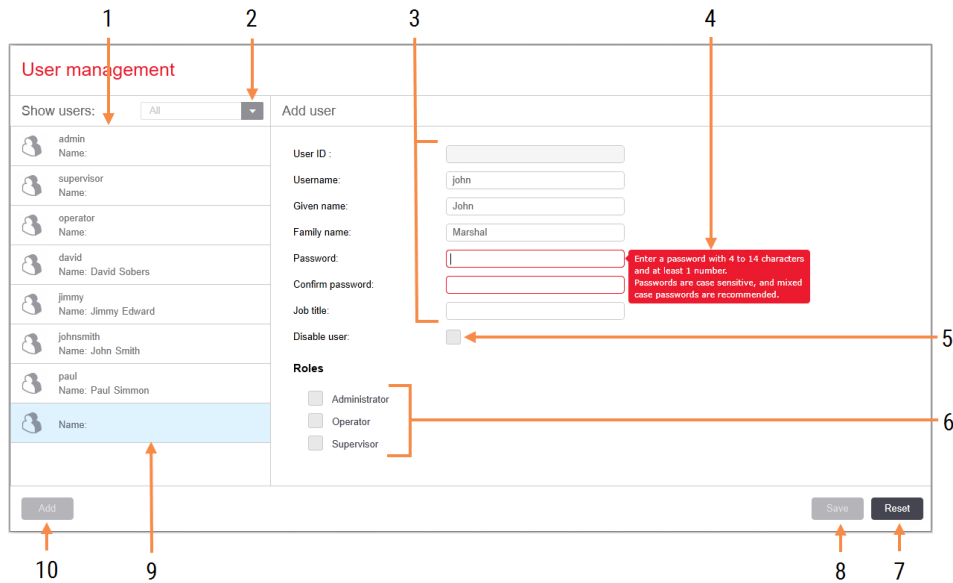 1
2
3
4
User management
Show users:
All
Add user
admin
Name:
supervisor
Name:
operator
Name:
david
Name: David Sobers
jimmy
Name: Jimmy Edward
johnsmith
Name: John Smith
paul
Name: Paul Simmon
Name:
User ID :
Username:
john
Given name:
John
Family name:
Marshal
Password:
Enter a password with 4 to 14 characters
and at least 1 number.
Passwords are case sensitive, and mixed
case passwords are recommended.
Confirm password:
Job title:
Disable user:
5
Roles
Administrator
Operator
Supervisor
6
Add
Save
Reset
10
9
8
7